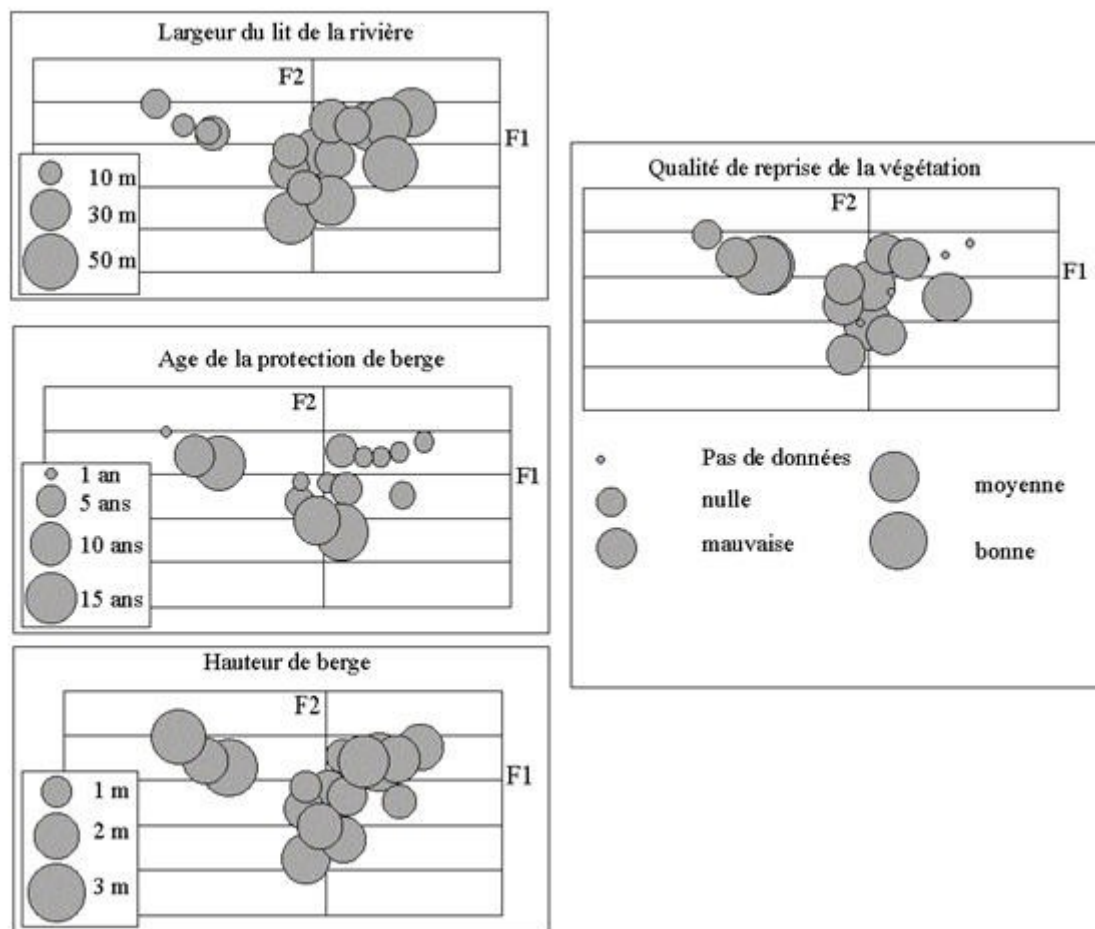 Largeur du lit de la rivière
F2
F1
10 m
30 m
50 m
Age de la protection de berge
F2
F1
1 an
5 ans
10 ans
15 ans
Hauteur de berge
F2
F1
1 m
2 m
3 m
Qualité de reprise de la végétation
F2
F1
Pas de données
nulle
mauvaise
moyenne
bonne